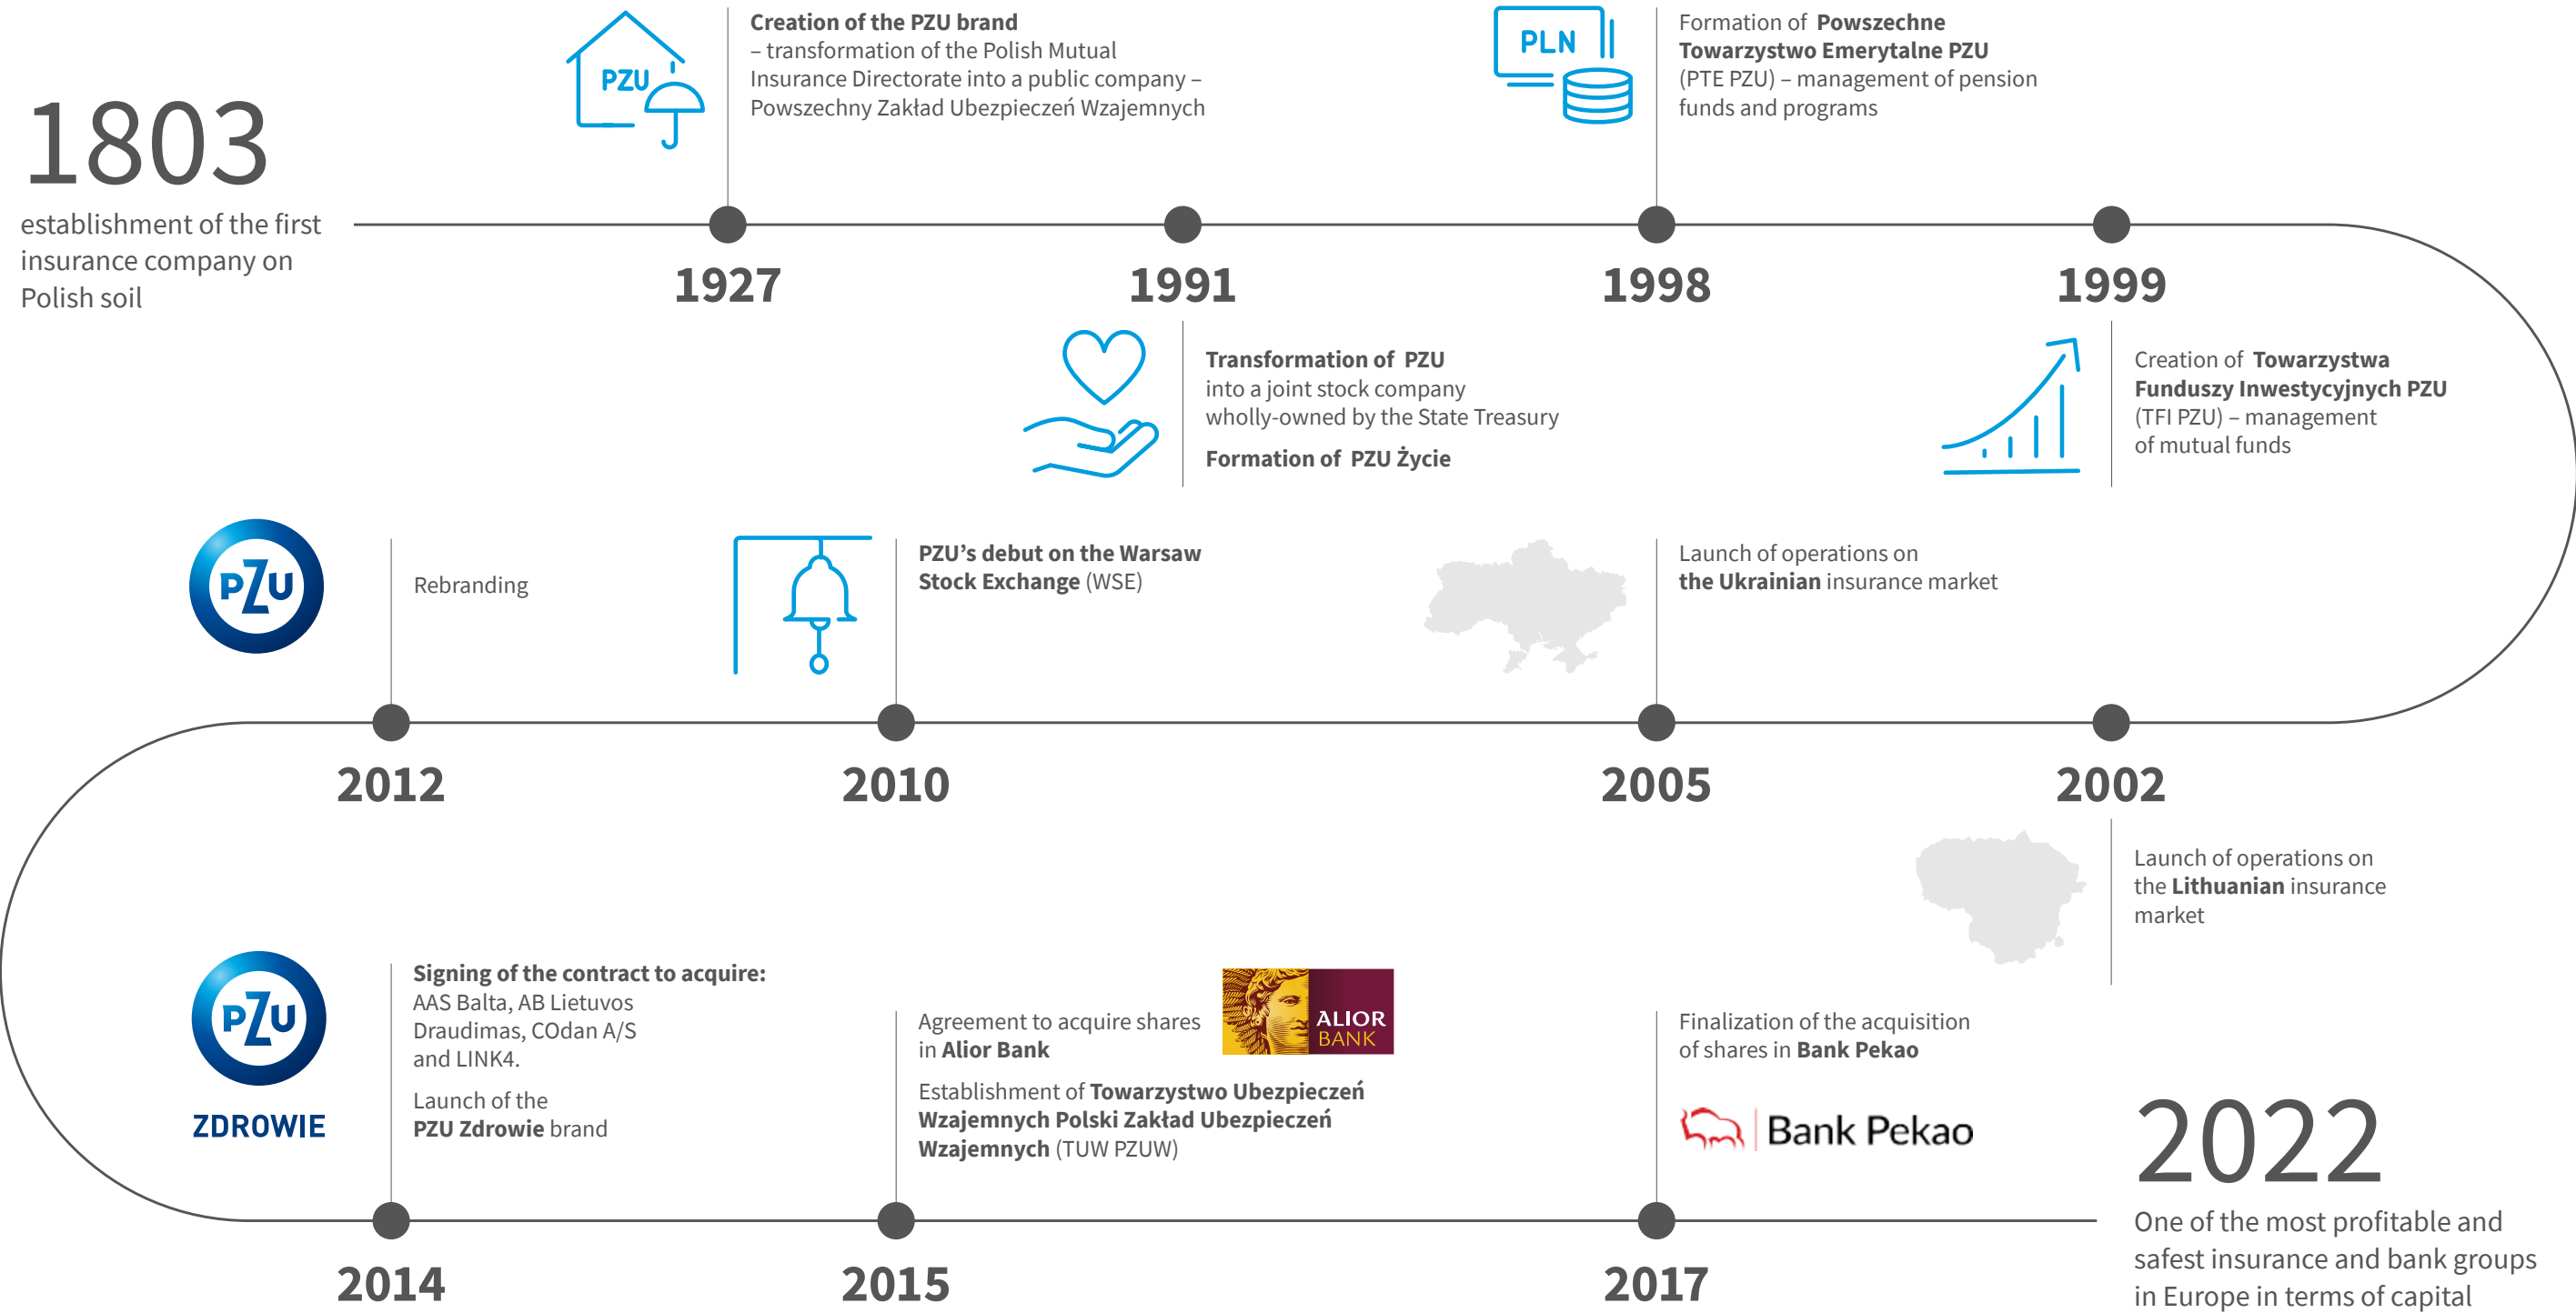 1803
establishment of the first
insurance company on
Polish soil
PZU
Creation of the PZU brand
– transformation of the Polish Mutual
Insurance Directorate into a public company –
Powszechny Zakład Ubezpieczeń Wzajemnych
1927
1991
Transformation of PZU
into a joint stock company
wholly-owned by the State Treasury
Formation of PZU Życie
PLN
Formation of Powszechne
Towarzystwo Emerytalne PZU
(PTE PZU) – management of pension
funds and programs
1998
1999
Creation of Towarzystwa
Funduszy Inwestycyjnych PZU
(TFI PZU) – management
of mutual funds
2002
Launch of operations on
the Lithuanian insurance
market
Launch of operations on
the Ukrainian insurance market
2005
PZU’s debut on the Warsaw
Stock Exchange (WSE)
2010
PZU
Rebranding
2012
PZU
ZDROWIE
Signing of the contract to acquire:
AAS Balta, AB Lietuvos
Draudimas, COdan A/S
and LINK4.
Launch of the
PZU Zdrowie brand
2014
Agreement to acquire shares
in Alior Bank
ALIOR
BANK
Establishment of Towarzystwo Ubezpieczeń
Wzajemnych Polski Zakład Ubezpieczeń
Wzajemnych (TUW PZUW)
2015
Finalization of the acquisition
of shares in Bank Pekao
Bank Pekao
2017
2022
One of the most profitable and
safest insurance and bank groups
in Europe in terms of capital